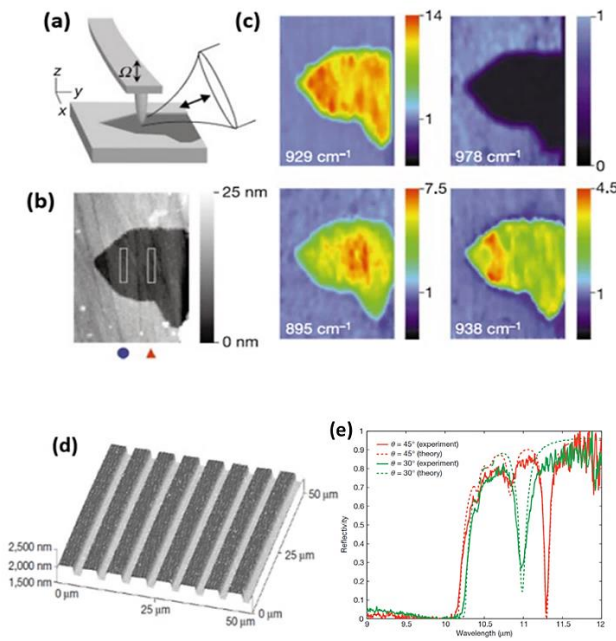 (a)
Ω
z
y
x
(b)
25 nm
0 nm
(c)
929 cm⁻¹
14
1
978 cm⁻¹
1
0
895 cm⁻¹
7.5
1
938 cm⁻¹
4.5
1
(d)
2,500 nm
2,000 nm
1,500 nm
0 µm
25 µm
50 µm
0 µm
25 µm
50 µm
(e)
θ = 45° (experiment)
θ = 45° (theory)
θ = 30° (experiment)
θ = 30° (theory)
Reflectivity
1
0.9
0.8
0.7
0.6
0.5
0.4
0.3
0.2
0.1
0
9
9.5
10
10.5
11
11.5
12
Wavelength (µm)